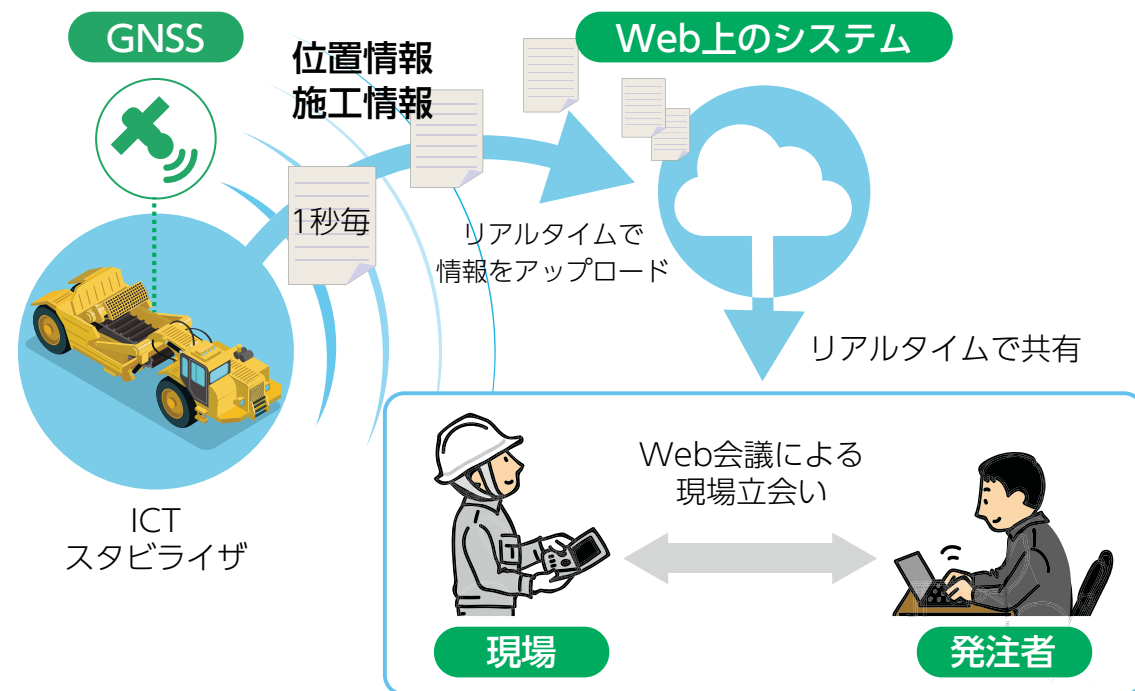 GNSS
位置情報
施工情報
Web上のシステム
1秒毎
リアルタイムで
情報をアップロード
ICT
スタビライザ
リアルタイムで共有
Web会議による
現場立会い
現場
発注者